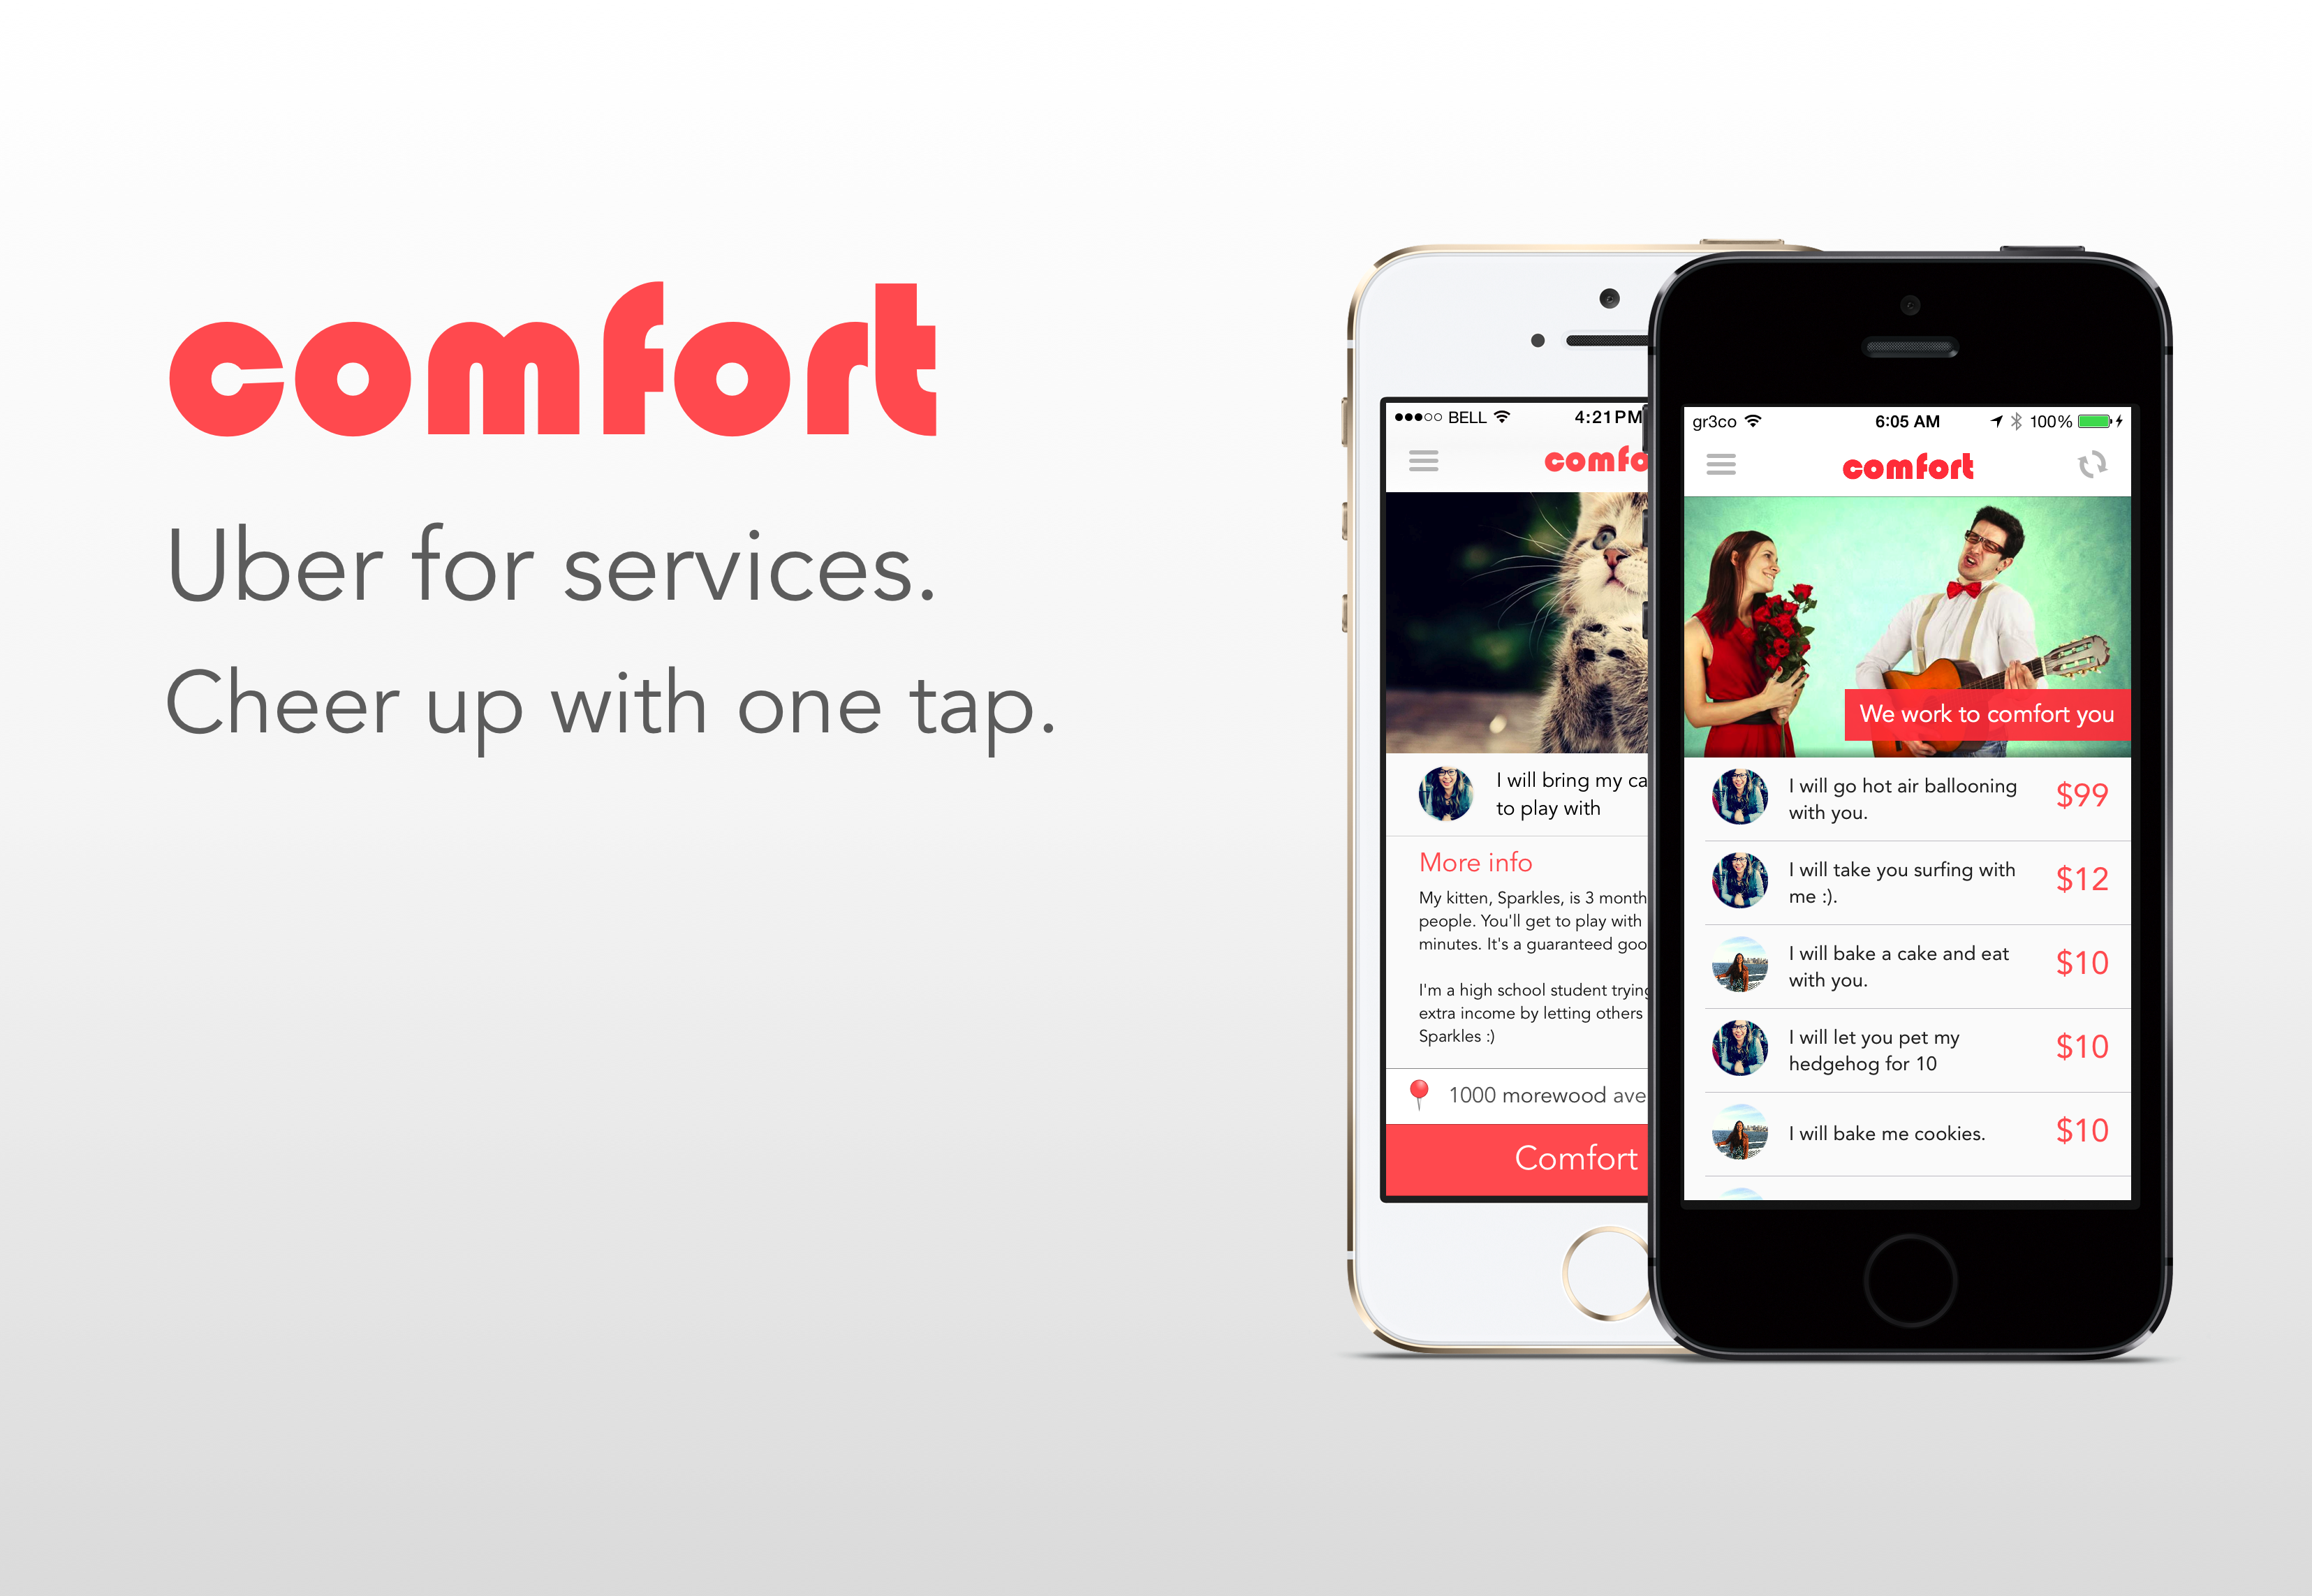 comfort
Uber for services.
Cheer up with one tap.
BELL
4:21 PM
comfo
I will bring my ca
to play with
More info
My kitten, Sparkles, is 3 month
people. You'll get to play with
minutes. It's a guaranteed goo
I'm a high school student trying
extra income by letting others
Sparkles :)
1000 morewood ave
Comfort
gr3co
6:05 AM
100%
comfort
We work to comfort you
I will go hot air ballooning
with you.
$99
I will take you surfing with
me :).
$12
I will bake a cake and eat
with you.
$10
I will let you pet my
hedgehog for 10
$10
I will bake me cookies.
$10